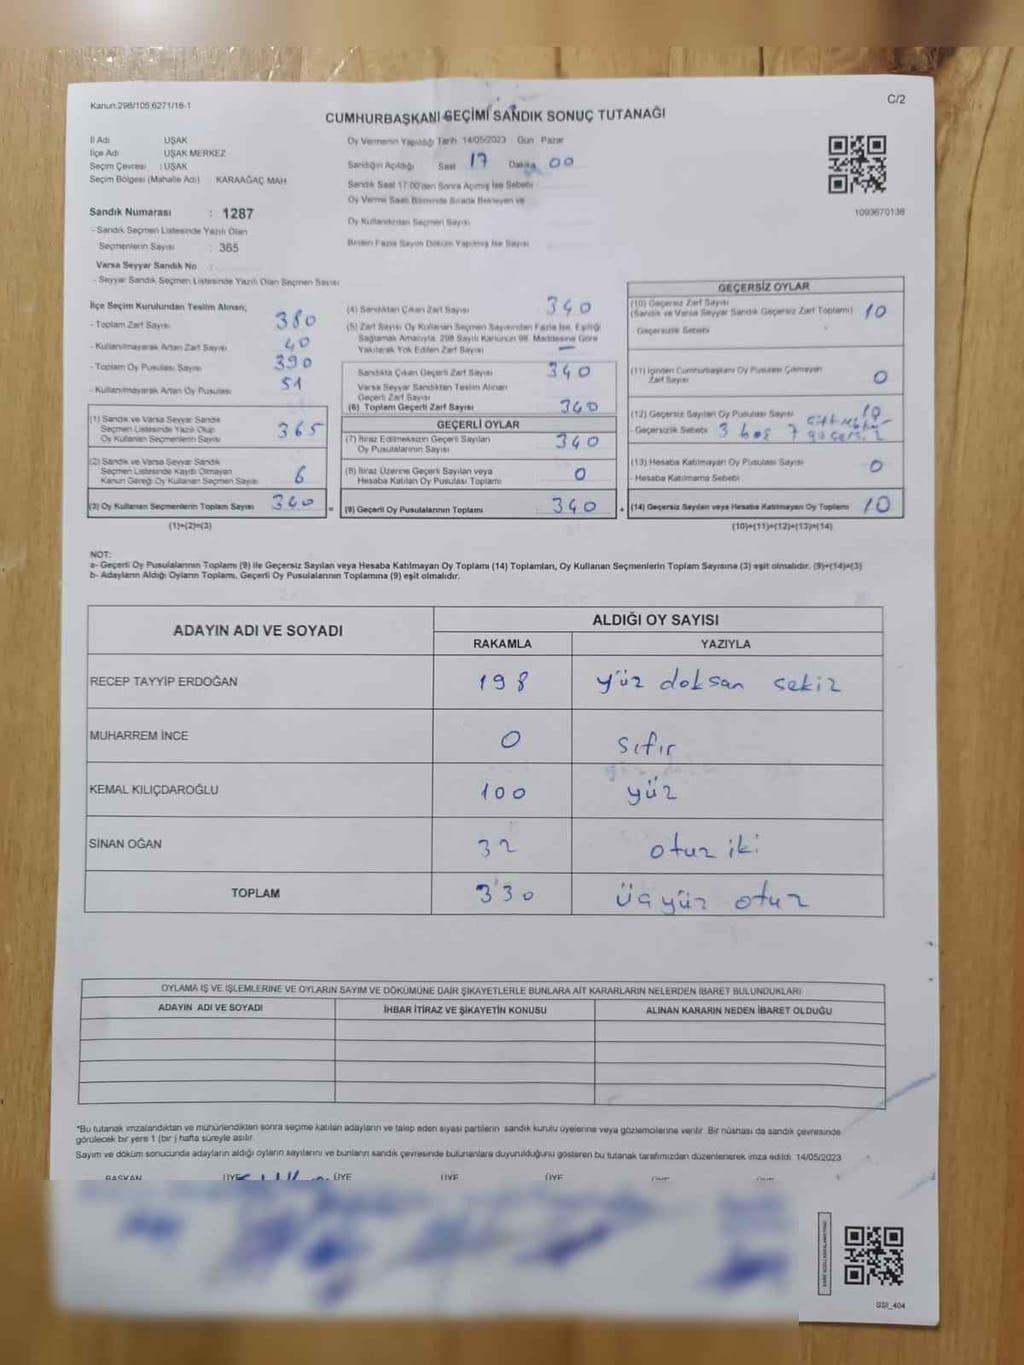 Kanun:298/105,6271/16-1
C/2
CUMHURBAŞKANI SEÇİMİ SANDIK SONUÇ TUTANAĞI
İl Adı UŞAK
İlçe Adı UŞAK MERKEZ
Seçim Çevresi : UŞAK
Seçim Bölgesi (Mahalle Adı) KARAAĞAÇ MAH
Oy Vermenin Yapıldığı Tarih 14/05/2023 Gün Pazar
Sandığın Açıldığı Saat 17 Dakika 00
Sandık Saat 17:00'den Sonra Açılmış İse Sebebi
Oy Verme Saati Bitiminde Sırada Bekleyen ve
Oy Kullandırılan Seçmen Sayısı
Birden Fazla Sayım Döküm Yapılmış İse Sayısı
1093670138
Sandık Numarası : 1287
- Sandık Seçmen Listesinde Yazılı Olan
Seçmenlerin Sayısı : 365
Varsa Seyyar Sandık No
- Seyyar Sandık Seçmen Listesinde Yazılı Olan Seçmen Sayısı
İlçe Seçim Kurulundan Teslim Alınan;
- Toplam Zarf Sayısı 380
- Kullanılmayarak Artan Zarf Sayısı 40
- Toplam Oy Pusulası Sayısı 390
- Kullanılmayarak Artan Oy Pusulası 51
(1) Sandık ve Varsa Seyyar Sandık
Seçmen Listesinde Yazılı Olup
Oy Kullanan Seçmenlerin Sayısı 365
(2) Sandık ve Varsa Seyyar Sandık
Seçmen Listesinde Kaydı Olmayan
Kanun Gereği Oy Kullanan Seçmen Sayısı 6
(3) Oy Kullanan Seçmenlerin Toplam Sayısı 340
(1)+(2)=(3)
(4) Sandıktan Çıkan Zarf Sayısı 340
(5) Zarf Sayısı Oy Kullanan Seçmen Sayısından Fazla İse, Eşitliği
Sağlamak Amacıyla, 298 Sayılı Kanunun 98. Maddesine Göre
Yakılarak Yok Edilen Zarf Sayısı —
Sandıkta Çıkan Geçerli Zarf Sayısı 340
Varsa Seyyar Sandıktan Teslim Alınan
Geçerli Zarf Sayısı
(6) Toplam Geçerli Zarf Sayısı 340
GEÇERLİ OYLAR
(7) İtiraz Edilmeksizin Geçerli Sayılan
Oy Pusulalarının Sayısı 340
(8) İtiraz Üzerine Geçerli Sayılan veya
Hesaba Katılan Oy Pusulası Toplamı 0
= (9) Geçerli Oy Pusulalarının Toplamı 340
GEÇERSİZ OYLAR
(10) Geçersiz Zarf Sayısı
(Sandık ve Varsa Seyyar Sandık Geçersiz Zarf Toplamı) 10
- Geçersizlik Sebebi
(11) İçinden Cumhurbaşkanı Oy Pusulası Çıkmayan
Zarf Sayısı 0
(12) Geçersiz Sayılan Oy Pusulası Sayısı 10
- Geçersizlik Sebebi 3 boş 7
(13) Hesaba Katılmayan Oy Pusulası Sayısı 0
- Hesaba Katılmama Sebebi
+ (14) Geçersiz Sayılan veya Hesaba Katılmayan Oy Toplamı 10
(10)+(11)+(12)+(13)=(14)
NOT:
a- Geçerli Oy Pusulalarının Toplamı (9) ile Geçersiz Sayılan veya Hesaba Katılmayan Oy Toplamı (14) Toplamları, Oy Kullanan Seçmenlerin Toplam Sayısına (3) eşit olmalıdır. (9)+(14)=(3)
b- Adayların Aldığı Oyların Toplamı, Geçerli Oy Pusulalarının Toplamına (9) eşit olmalıdır.
ADAYIN ADI VE SOYADI
ALDIĞI OY SAYISI
RAKAMLA YAZIYLA
RECEP TAYYİP ERDOĞAN 198 yüz doksan sekiz
MUHARREM İNCE 0 sıfır
KEMAL KILIÇDAROĞLU 100 yüz
SİNAN OĞAN 32 otuz iki
TOPLAM 330 üçyüz otuz
OYLAMA İŞ VE İŞLEMLERİNE VE OYLARIN SAYIM VE DÖKÜMÜNE DAİR ŞİKAYETLERLE BUNLARA AİT KARARLARIN NELERDEN İBARET BULUNDUKLARI
ADAYIN ADI VE SOYADI İHBAR İTİRAZ VE ŞİKAYETİN KONUSU ALINAN KARARIN NEDEN İBARET OLDUĞU
*Bu tutanak imzalandıktan ve mühürlendikten sonra seçime katılan adayların ve talep eden siyasi partilerin sandık kurulu üyelerine veya gözlemcilerine verilir. Bir nüshası da sandık çevresinde
görülecek bir yere 1 (bir) hafta süreyle asılır.
Sayım ve döküm sonucunda adayların aldığı oyların sayılarını ve bunların sandık çevresinde bulunanlara duyurulduğunu gösteren bu tutanak tarafımızdan düzenlenerek imza edildi. 14/05/2023
BAŞKAN ÜYE ÜYE ÜYE ÜYE
SSI_404